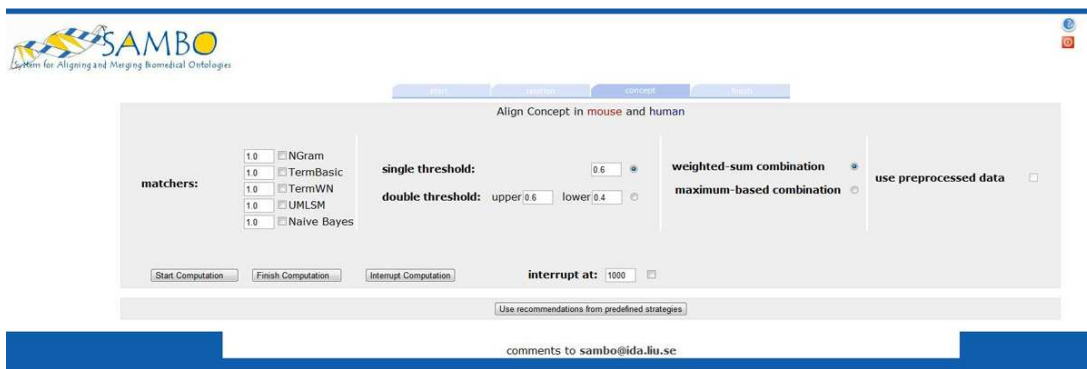 SAMBO
System for Aligning and Merging Biomedical Ontologies
start relation concept finish
Align Concept in mouse and human
matchers:
1.0 NGram
1.0 TermBasic
1.0 TermWN
1.0 UMLSM
1.0 Naive Bayes
single threshold: 0.6
double threshold: upper 0.6 lower 0.4
weighted-sum combination
maximum-based combination
use preprocessed data
Start Computation Finish Computation Interrupt Computation interrupt at: 1000
Use recommendations from predefined strategies
comments to sambo@ida.liu.se